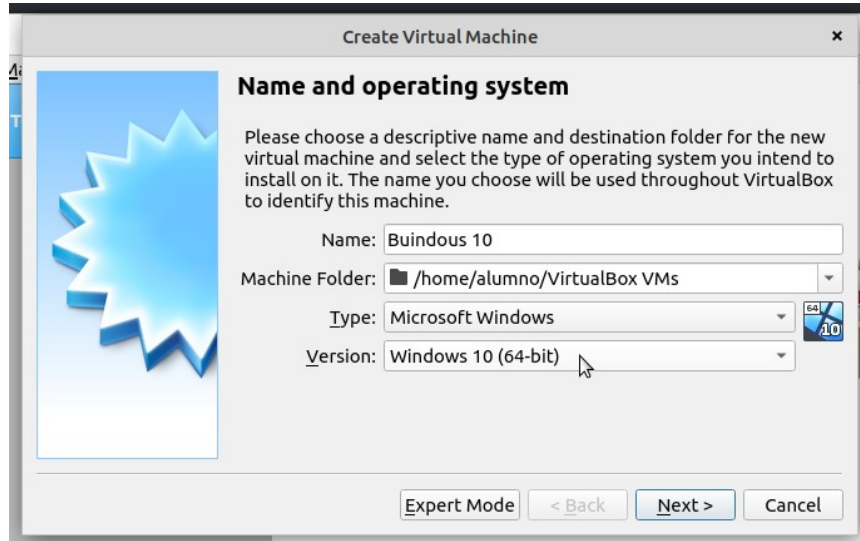 Create Virtual Machine
Name and operating system
Please choose a descriptive name and destination folder for the new
virtual machine and select the type of operating system you intend to
install on it. The name you choose will be used throughout VirtualBox
to identify this machine.
Name: Buindous 10
Machine Folder: /home/alumno/VirtualBox VMs
Type: Microsoft Windows
64
10
Version: Windows 10 (64-bit)
Expert Mode < Back Next > Cancel